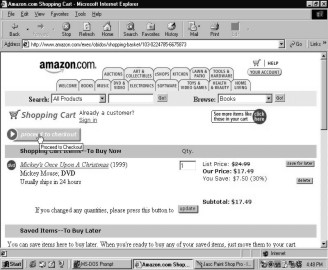 Amazon.com Shopping Cart - Microsoft Internet Explorer
File Edit View Favorites Tools Help
Back Stop Refresh Home Search Favorites History
Address http://www.amazon.com/exec/obidos/shopping-basket/103-0224785-6675873 Go Links
amazon.com.
HELP
YOUR ACCOUNT
AUCTIONS ART & COLLECTIBLES zSHOPS KITCHEN LAWN & PATIO TOOLS & HARDWARE
WELCOME BOOKS MUSIC DVD & VIDEO ELECTRONICS SOFTWARE TOYS & VIDEO GAMES HEALTH & BEAUTY
Search: All Products GO! Browse: Books GO!
Shopping Cart Already a customer? Sign in
See more items like those in your cart click here
proceed to checkout
Proceed to Checkout
Shopping Cart Items--To Buy Now Qty.
Mickey's Once Upon A Christmas (1999)
Mickey Mouse; DVD
Usually ships in 24 hours
1
List Price: $24.99
Our Price: $17.49
You Save: $7.50 (30%)
save for later
delete
Subtotal: $17.49
If you changed any quantities, please press this button to update
Saved Items--To Buy Later
You can save items here to buy later. When you're ready to buy any of your saved items, just move them to your cart
Internet
Start MS-DOS Prompt Amazon.com Shop... Jasc Paint Shop Pro - I... 4:48 PM